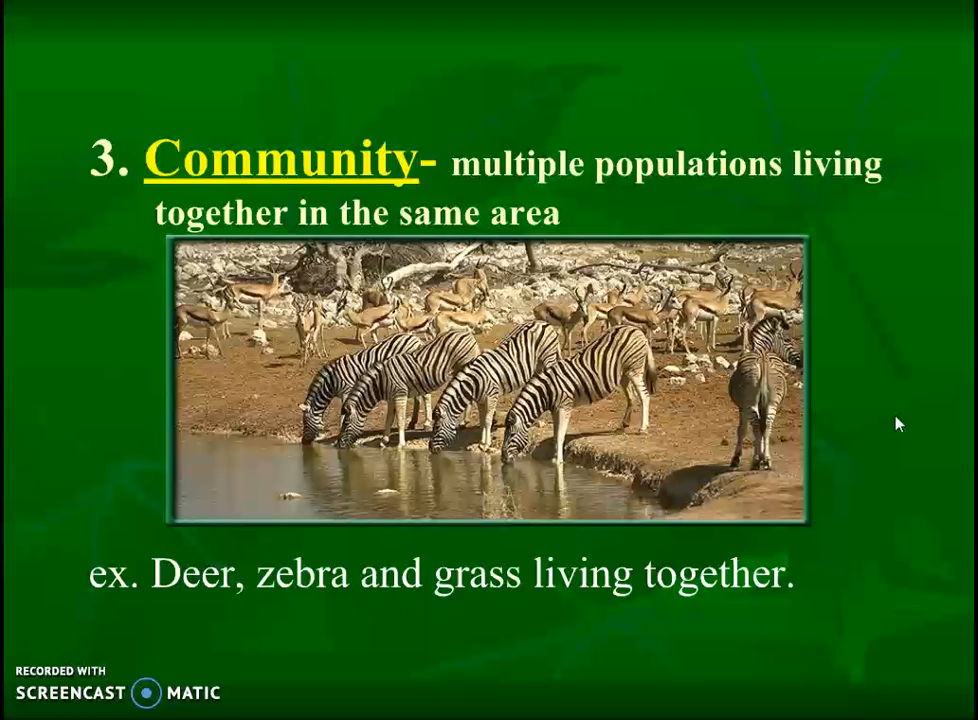 3. Community- multiple populations living
together in the same area
ex. Deer, zebra and grass living together.
RECORDED WITH
SCREENCAST MATIC